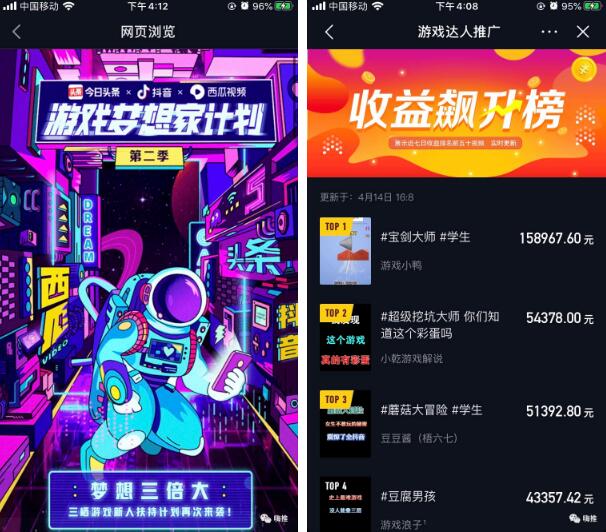 中国移动
下午4:12
96%
网页浏览
头条
今日头条 × 抖音 × 西瓜视频
游戏梦想家计划
第二季
DREAM
头条
西瓜
VIDEO
抖音
梦想三倍大
三栖游戏新人扶持计划再次来袭！
嗨推
中国移动
下午4:08
95%
游戏达人推广
收益飙升榜
展示近七日收益排名前五十视频 实时更新
更新于：4月14日 16:8
TOP 1
#宝剑大师 #学生
158967.60 元
游戏小鸭
TOP 2
#超级挖坑大师 你们知
道这个彩蛋吗
54378.00 元
小乾游戏解说
这个游戏
真的有彩蛋
TOP 3
#蘑菇大冒险 #学生
51392.80 元
豆豆酱（梧六七）
女生不敢玩的秘密
震惊了全抖音
TOP 4
#豆腐男孩
43357.42 元
游戏浪子¹
史上最难游戏
没人能叠三层
嗨推